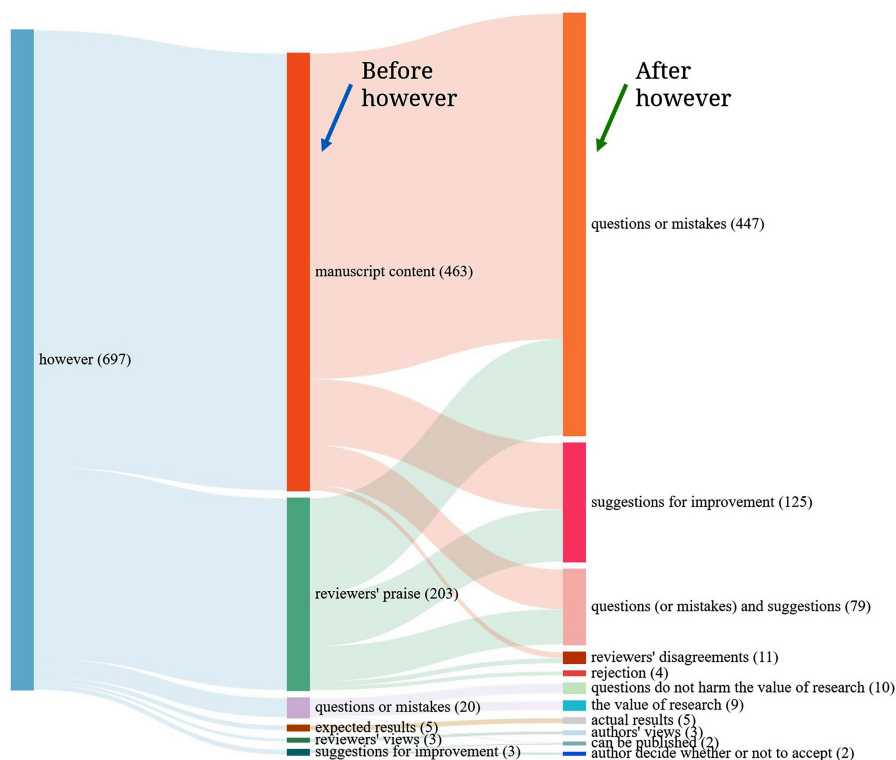 Before
however
After
however
however (697)
manuscript content (463)
reviewers' praise (203)
questions or mistakes (20)
expected results (5)
reviewers' views (3)
suggestions for improvement (3)
questions or mistakes (447)
suggestions for improvement (125)
questions (or mistakes) and suggestions (79)
reviewers' disagreements (11)
rejection (4)
questions do not harm the value of research (10)
the value of research (9)
actual results (5)
authors' views (3)
can be published (2)
author decide whether or not to accept (2)